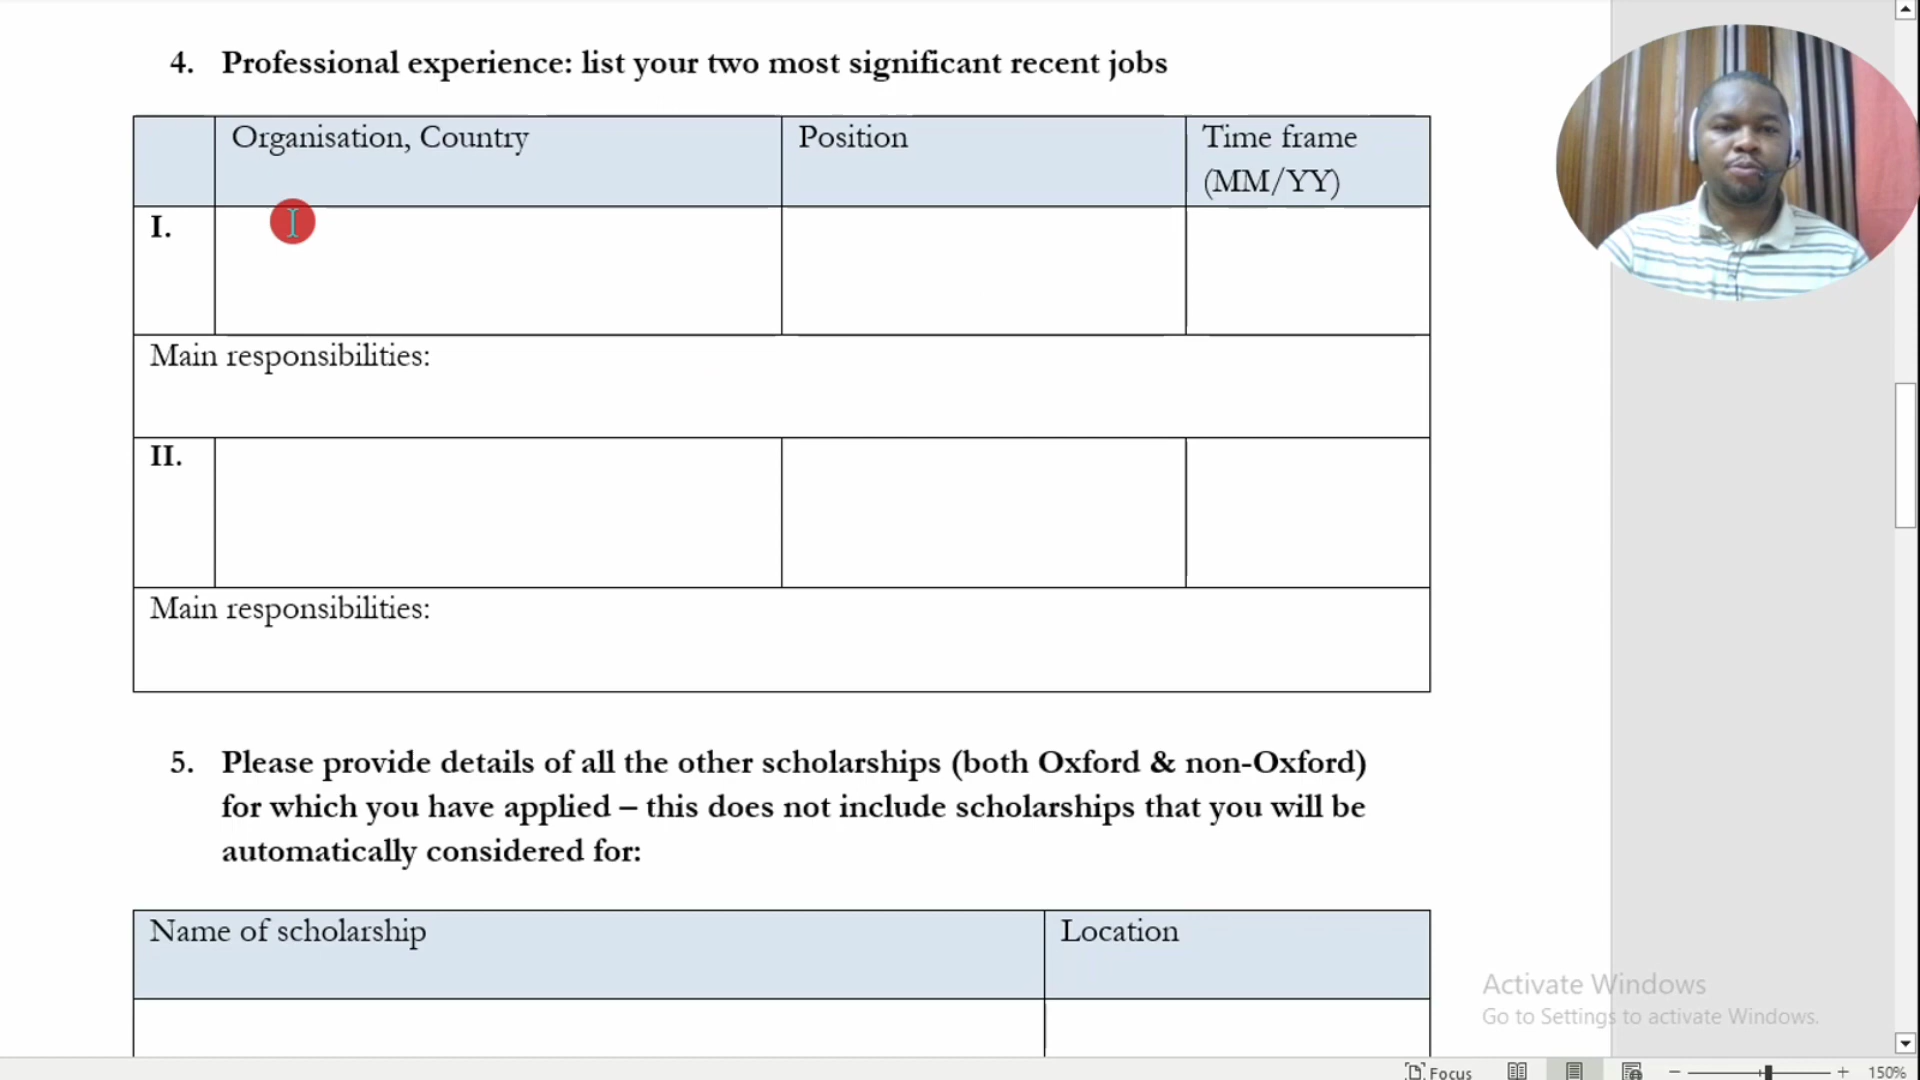 4. Professional experience: list your two most significant recent jobs
Organisation, Country
Position
Time frame
(MM/YY)
I.
Main responsibilities:
II.
Main responsibilities:
5. Please provide details of all the other scholarships (both Oxford & non-Oxford)
for which you have applied – this does not include scholarships that you will be
automatically considered for:
Name of scholarship
Location
Activate Windows
Go to Settings to activate Windows.
Focus
150%